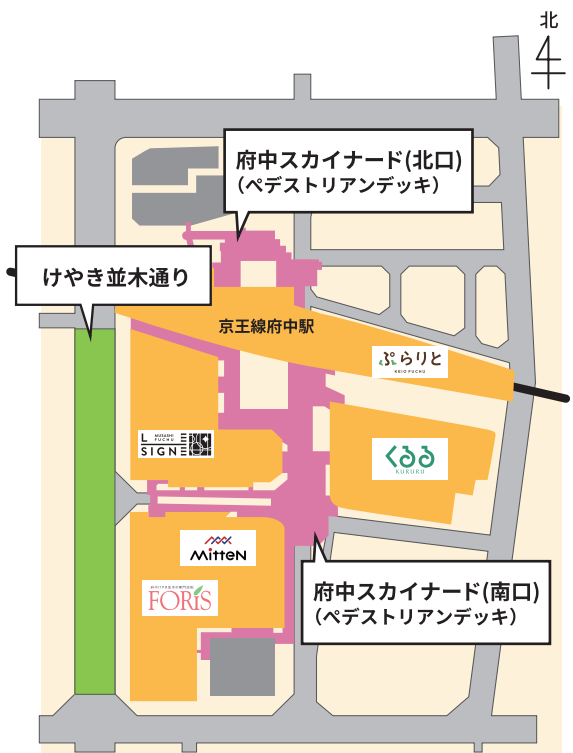 北
府中スカイナード(北口)
(ペデストリアンデッキ)
けやき並木通り
京王線府中駅
ぷらりと
KEIO FUCHU
MUSASHI
FUCHU
LE
SIGNE
くるる
KURURU
MitteN
FORIS
府中スカイナード(南口)
(ペデストリアンデッキ)